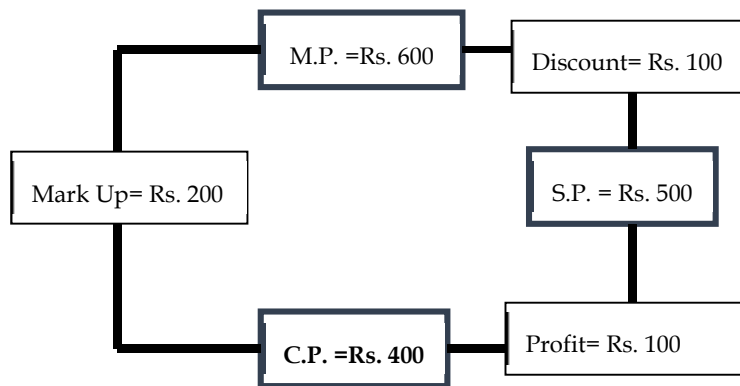 M.P. =Rs. 600
Discount= Rs. 100
Mark Up= Rs. 200
S.P. = Rs. 500
C.P. =Rs. 400
Profit= Rs. 100